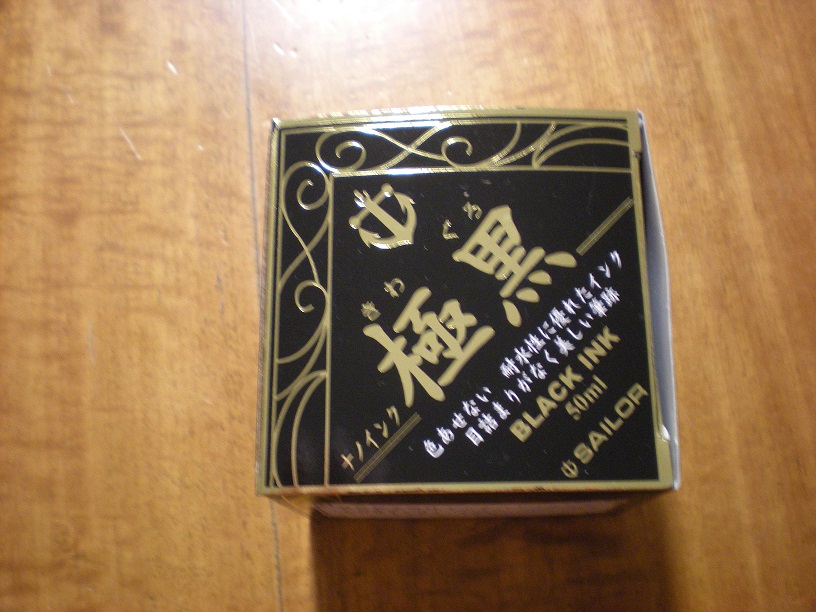 きわ ぐろ
極黒
ナノインク
色あせない 耐水性に優れたインク
目詰まりがなく美しい筆跡
BLACK INK
50ml
SAILOR